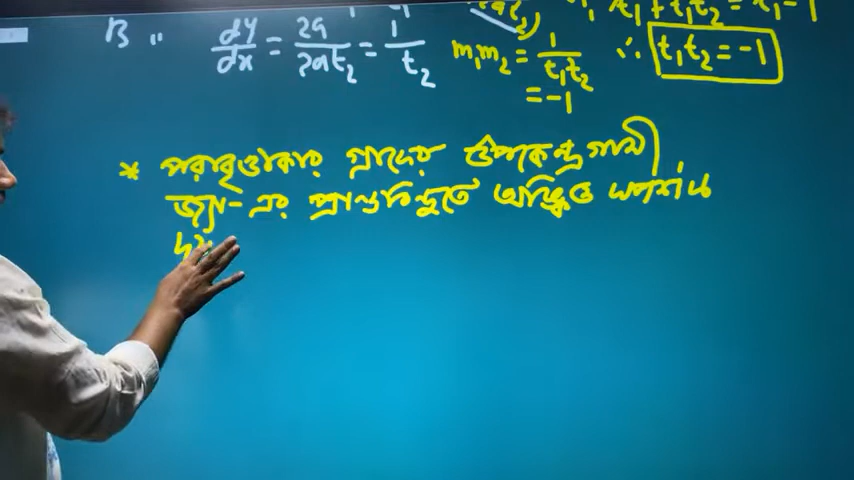 B " dy/dx = 2a/2at₂ = 1/t₂
m₁m₂ = 1/t₁t₂
= -1
∴ t₁t₂ = -1
* পরাবৃত্তাকার গ্রাফের উপকেন্দ্রগামী
জ্যা-এর প্রান্তবিন্দুতে অঙ্কিত স্পর্শক